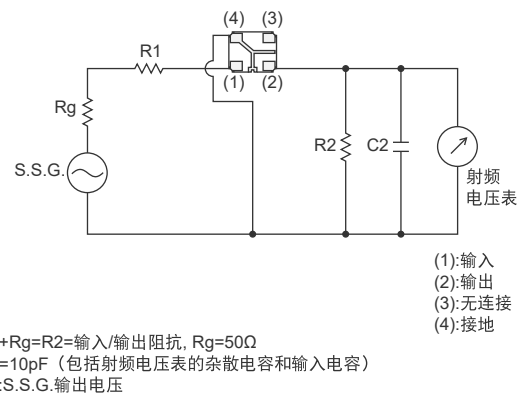 (4) (3)
R1
(1) (2)
Rg
R2 C2
S.S.G.
射频
电压表
(1):输入
(2):输出
(3):无连接
(4):接地
+Rg=R2=输入/输出阻抗, Rg=50Ω
=10pF（包括射频电压表的杂散电容和输入电容）
:S.S.G.输出电压